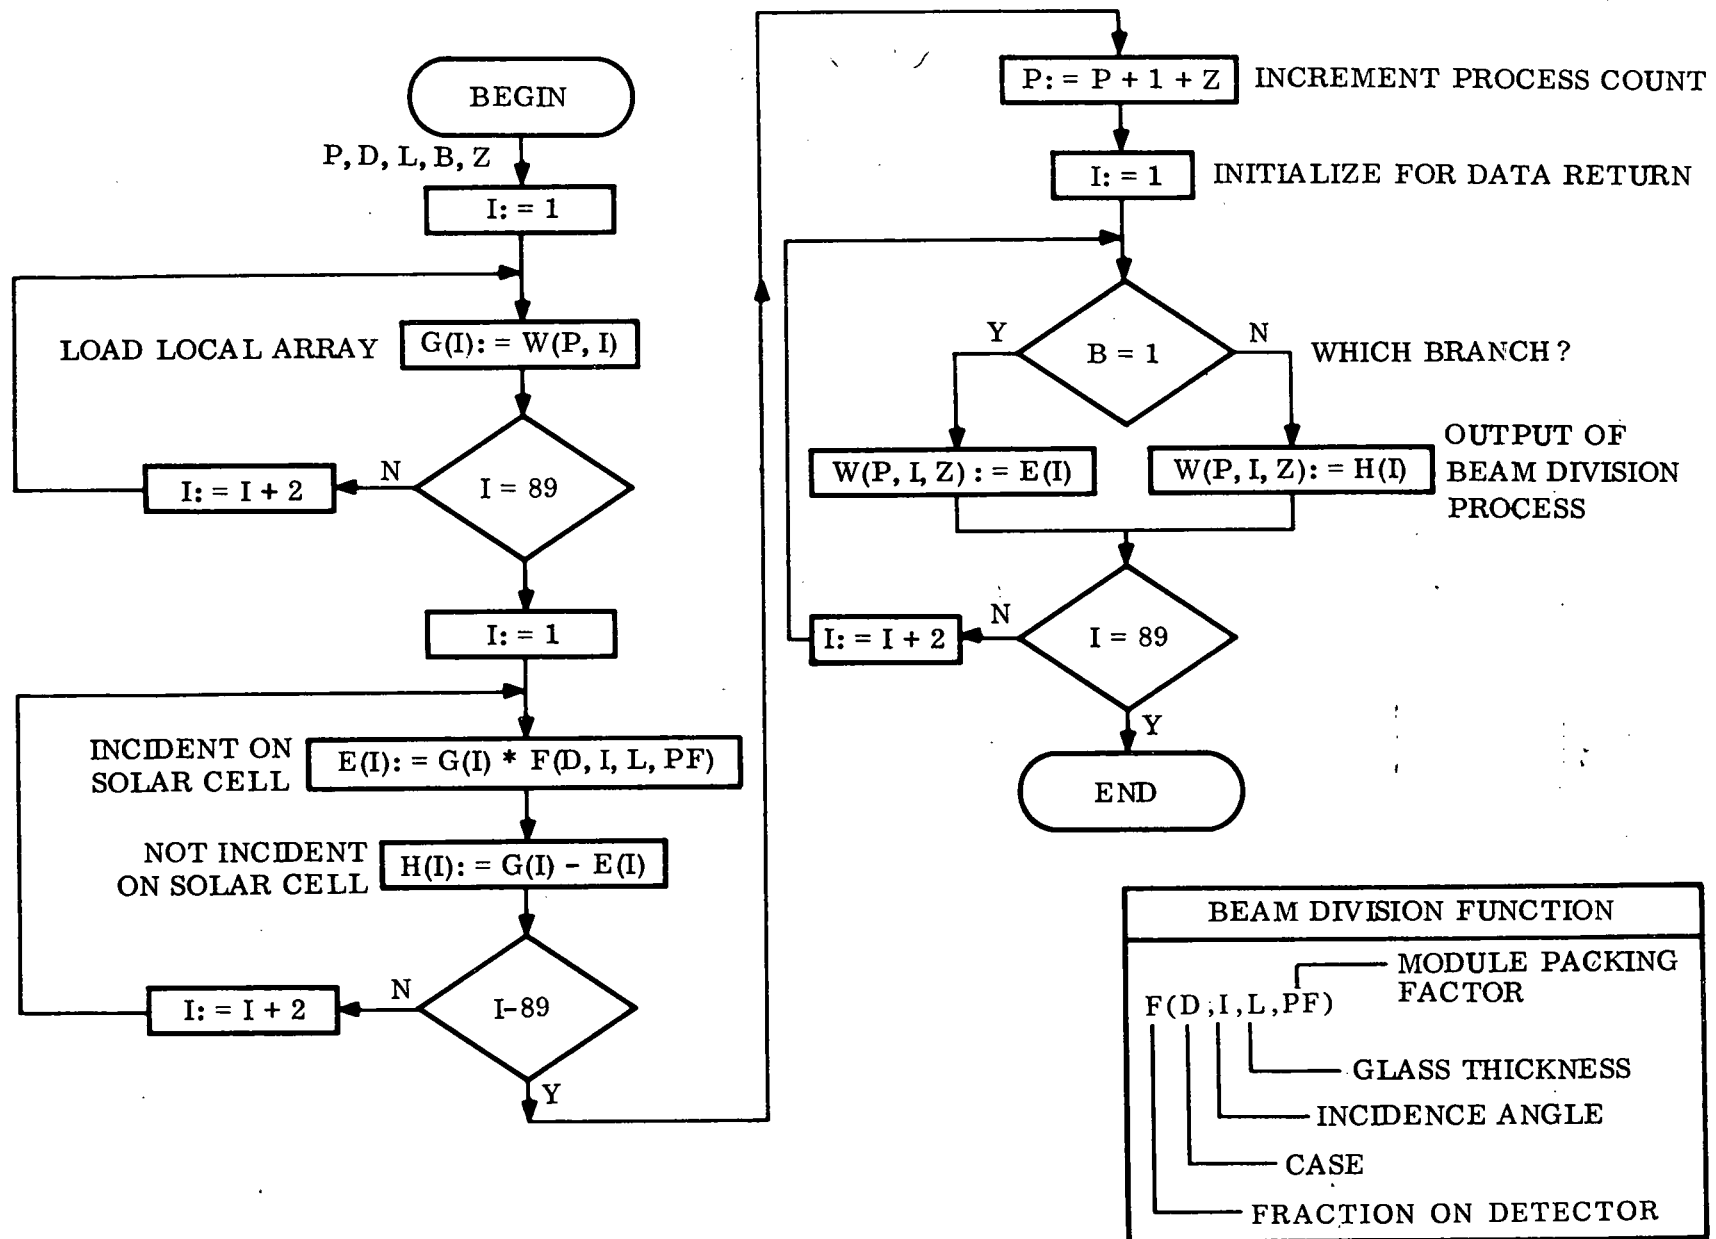 BEGIN
P, D, L, B, Z
I: = 1
LOAD LOCAL ARRAY
G(I): = W(P, I)
I = 89
N
I: = I + 2
I: = 1
INCIDENT ON
SOLAR CELL
E(I): = G(I) * F(D, I, L, PF)
NOT INCIDENT
ON SOLAR CELL
H(I): = G(I) - E(I)
I-89
N
I: = I + 2
Y
P: = P + 1 + Z
INCREMENT PROCESS COUNT
I: = 1
INITIALIZE FOR DATA RETURN
B = 1
Y
N
WHICH BRANCH?
W(P, I, Z) : = E(I)
W(P, I, Z): = H(I)
OUTPUT OF
BEAM DIVISION
PROCESS
I = 89
N
I: = I + 2
Y
END
BEAM DIVISION FUNCTION
F(D,I,L,PF)
MODULE PACKING
FACTOR
GLASS THICKNESS
INCIDENCE ANGLE
CASE
FRACTION ON DETECTOR